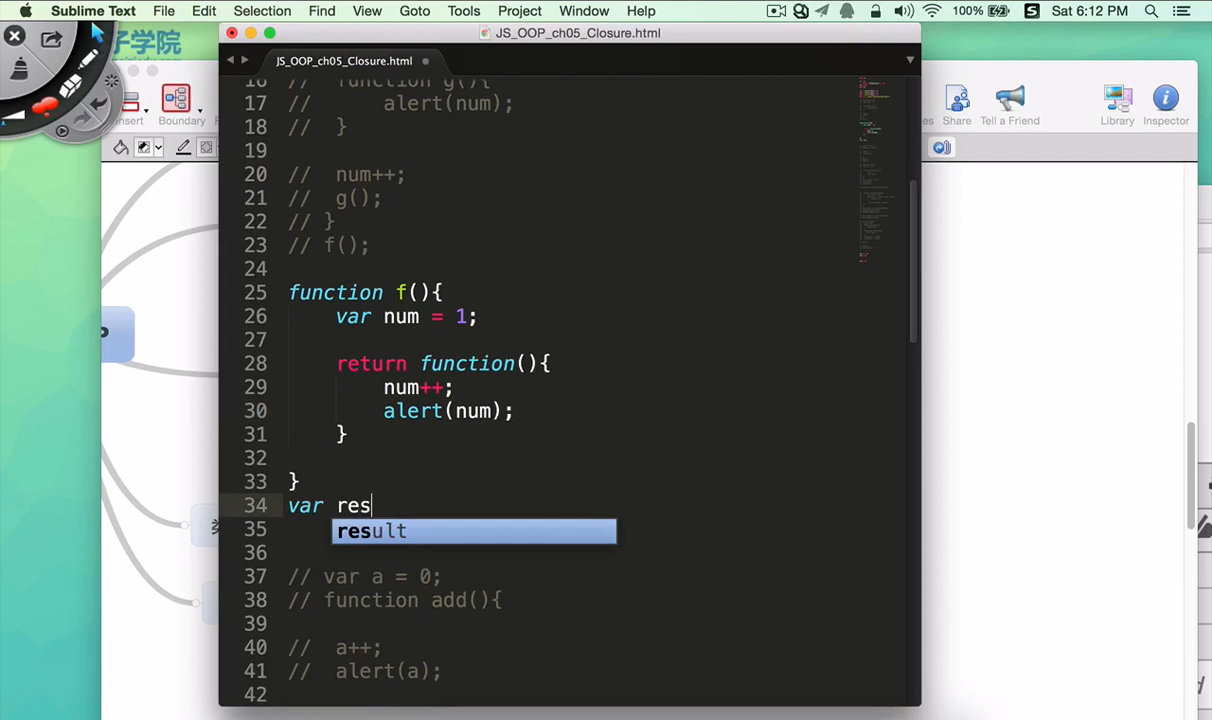 Sublime Text File Edit Selection Find View Goto Tools Project Window Help 100% Sat 6:12 PM
子学院
JS_OOP_ch05_Closure.html
JS_OOP_ch05_Closure.html
Boundary Share Tell a Friend Library Inspector
16 // function g(){
17 // alert(num);
18 // }
19
20 // num++;
21 // g();
22 // }
23 // f();
24
25 function f(){
26 var num = 1;
27
28 return function(){
29 num++;
30 alert(num);
31 }
32
33 }
34 var res
35 result
36
37 // var a = 0;
38 // function add(){
39
40 // a++;
41 // alert(a);
42